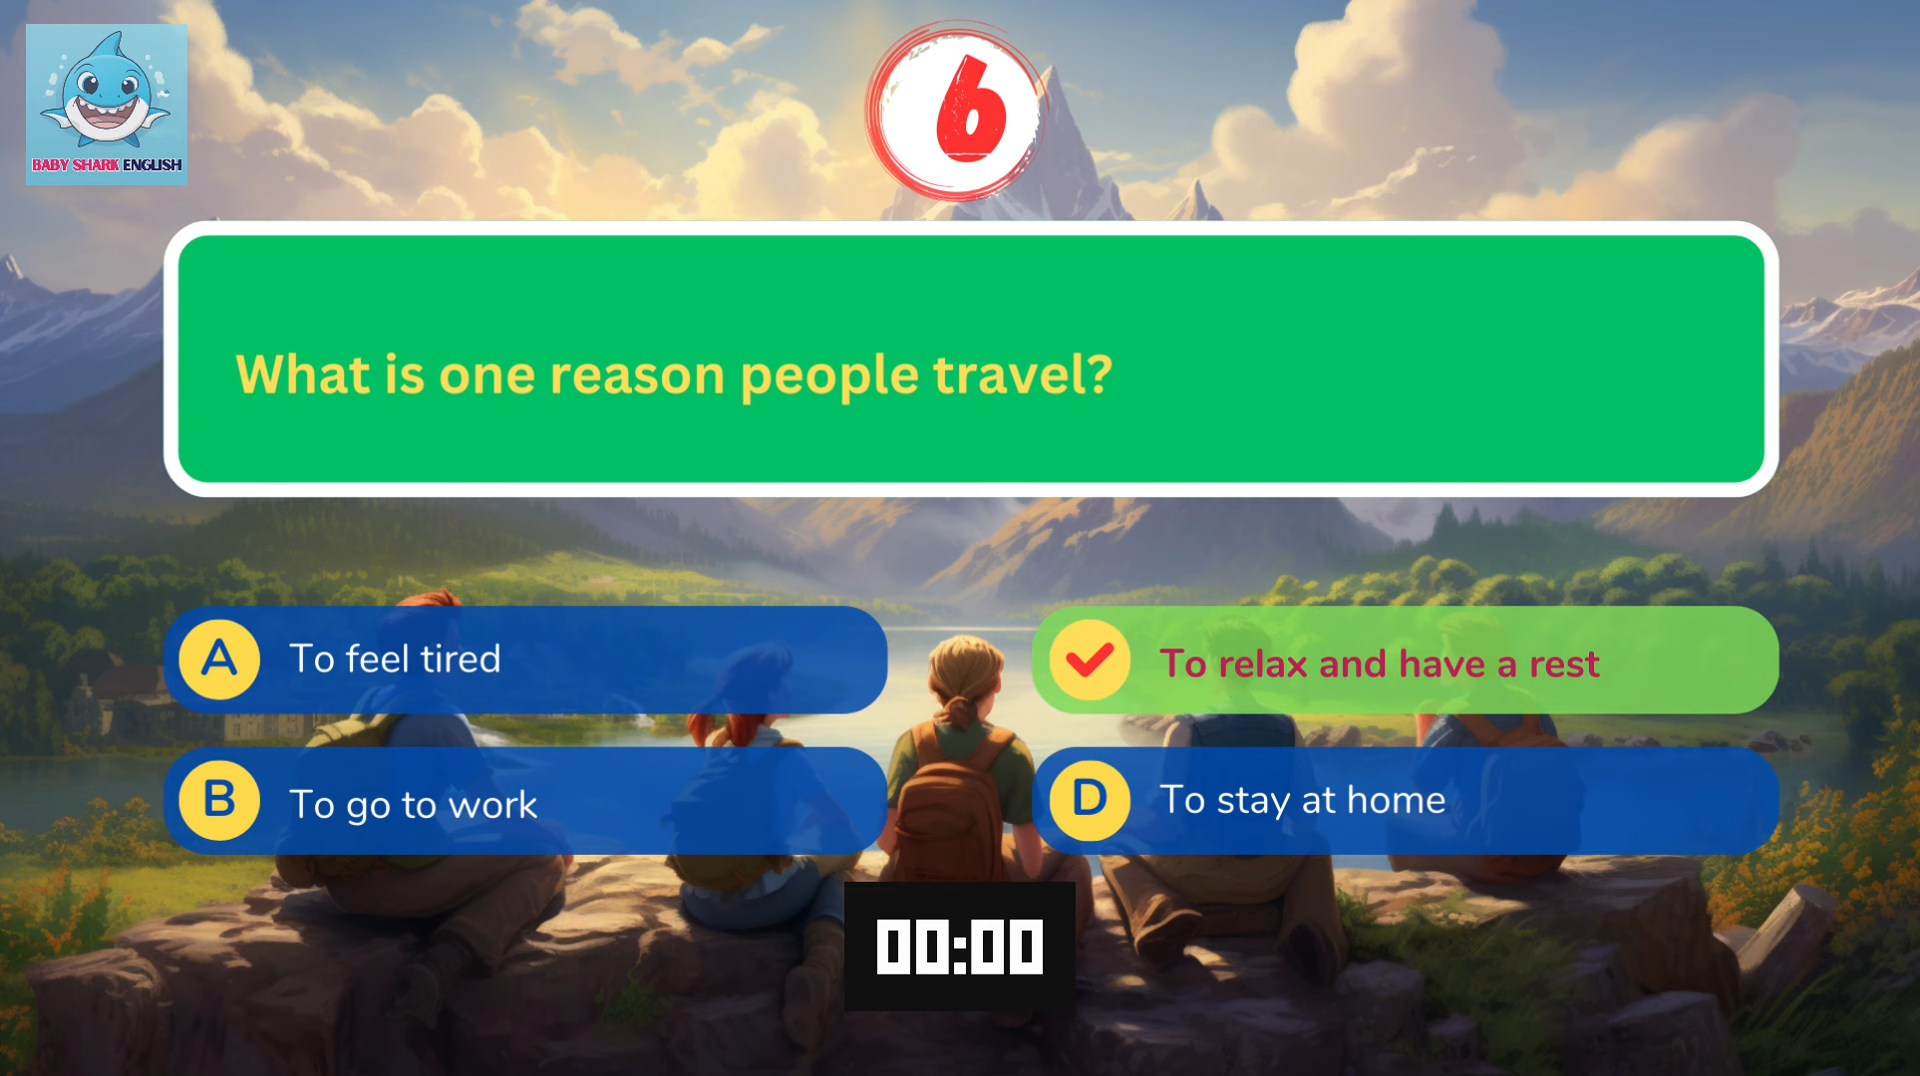 BABY SHARK ENGLISH
6
What is one reason people travel?
A To feel tired
To relax and have a rest
B To go to work
D To stay at home
00:00